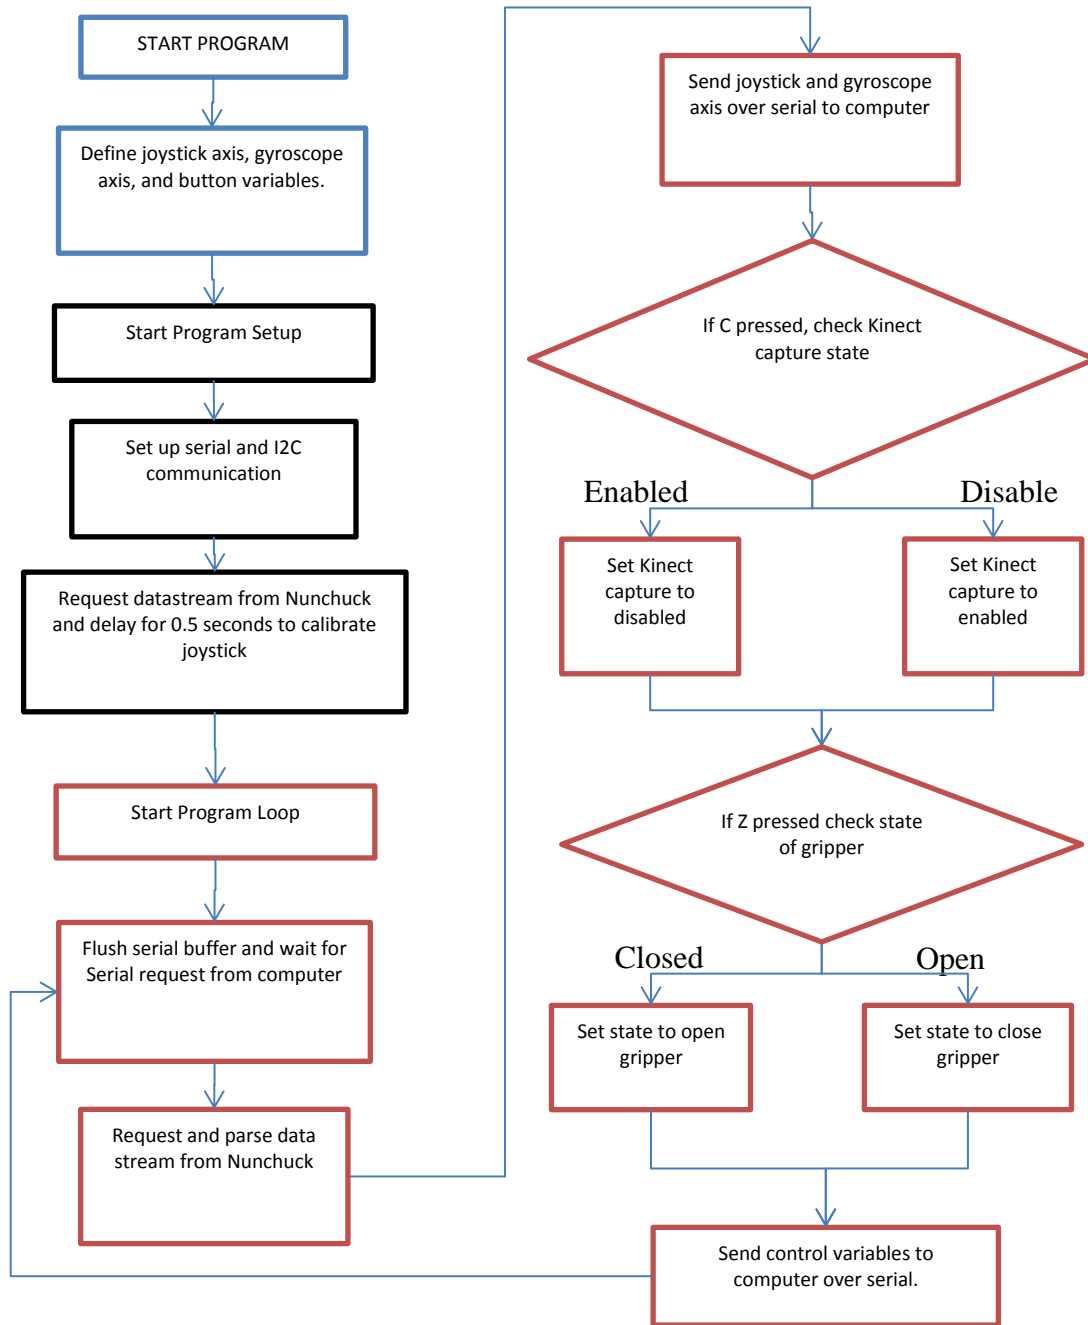 START PROGRAM
Define joystick axis, gyroscope
axis, and button variables.
Start Program Setup
Set up serial and I2C
communication
Request datastream from Nunchuck
and delay for 0.5 seconds to calibrate
joystick
Start Program Loop
Flush serial buffer and wait for
Serial request from computer
Request and parse data
stream from Nunchuck
Send joystick and gyroscope
axis over serial to computer
If C pressed, check Kinect
capture state
Enabled
Disable
Set Kinect
capture to
disabled
Set Kinect
capture to
enabled
If Z pressed check state
of gripper
Closed
Open
Set state to open
gripper
Set state to close
gripper
Send control variables to
computer over serial.